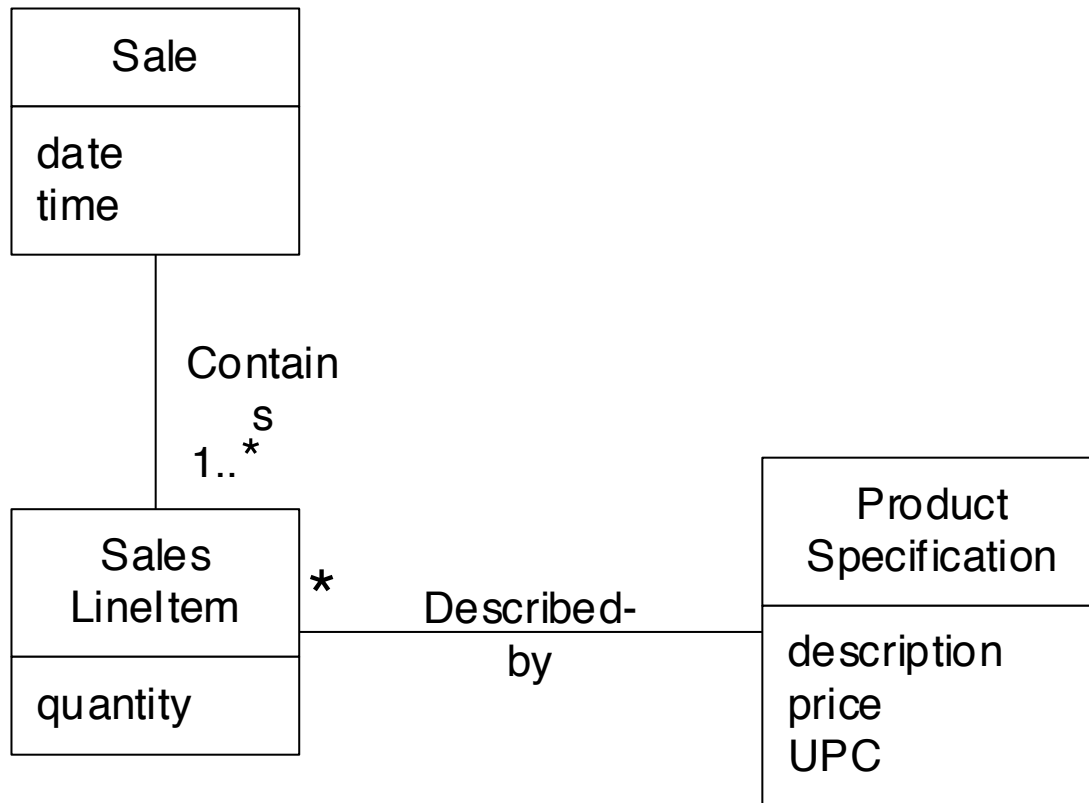 Sale
date
time
Contain
s
1..*
Sales
LineItem
quantity
*
Described-
by
Product
Specification
description
price
UPC